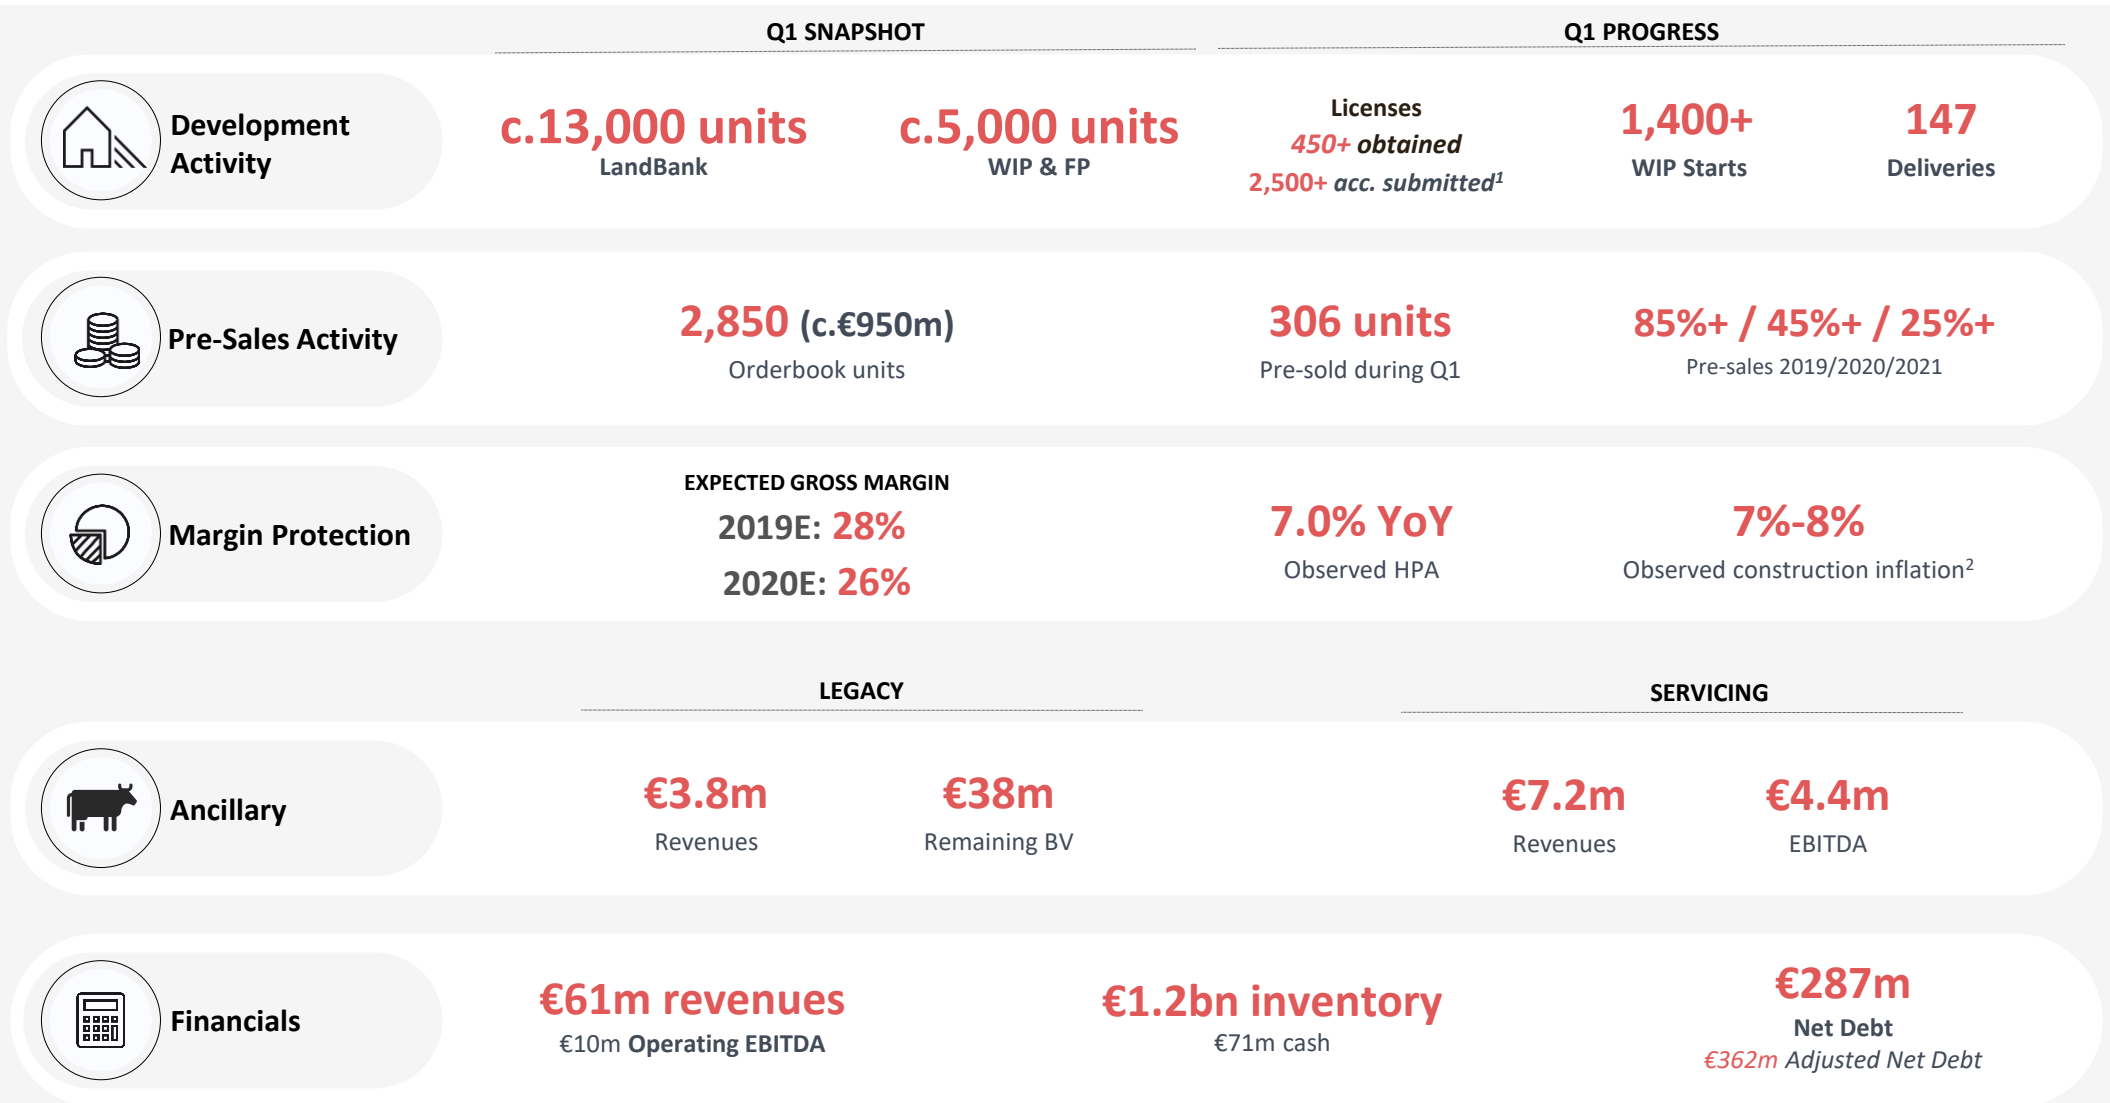 Q1 SNAPSHOT
Q1 PROGRESS
Development
Activity
c.13,000 units
LandBank
c.5,000 units
WIP & FP
Licenses
450+ obtained
2,500+ acc. submitted¹
1,400+
WIP Starts
147
Deliveries
Pre-Sales Activity
2,850 (c.€950m)
Orderbook units
306 units
Pre-sold during Q1
85%+ / 45%+ / 25%+
Pre-sales 2019/2020/2021
Margin Protection
EXPECTED GROSS MARGIN
2019E: 28%
2020E: 26%
7.0% YoY
Observed HPA
7%-8%
Observed construction inflation²
LEGACY
SERVICING
Ancillary
€3.8m
Revenues
€38m
Remaining BV
€7.2m
Revenues
€4.4m
EBITDA
Financials
€61m revenues
€10m Operating EBITDA
€1.2bn inventory
€71m cash
€287m
Net Debt
€362m Adjusted Net Debt